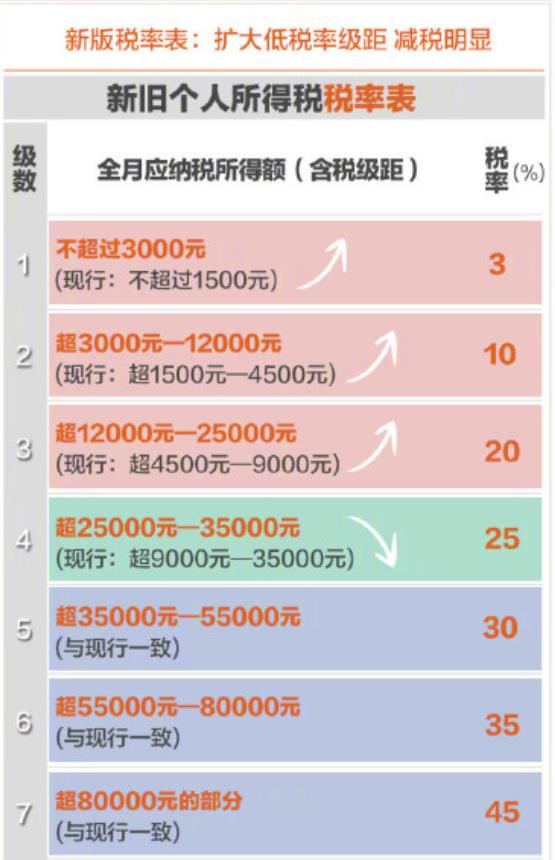 新版税率表：扩大低税率级距 减税明显
新旧个人所得税税率表
级数 全月应纳税所得额（含税级距） 税率(%)
1 不超过3000元 3
(现行：不超过1500元)
2 超3000元—12000元 10
(现行：超1500元—4500元)
3 超12000元—25000元 20
(现行：超4500元—9000元)
4 超25000元—35000元 25
(现行：超9000元—35000元)
5 超35000元—55000元 30
(与现行一致)
6 超55000元—80000元 35
(与现行一致)
7 超80000元的部分 45
(与现行一致)